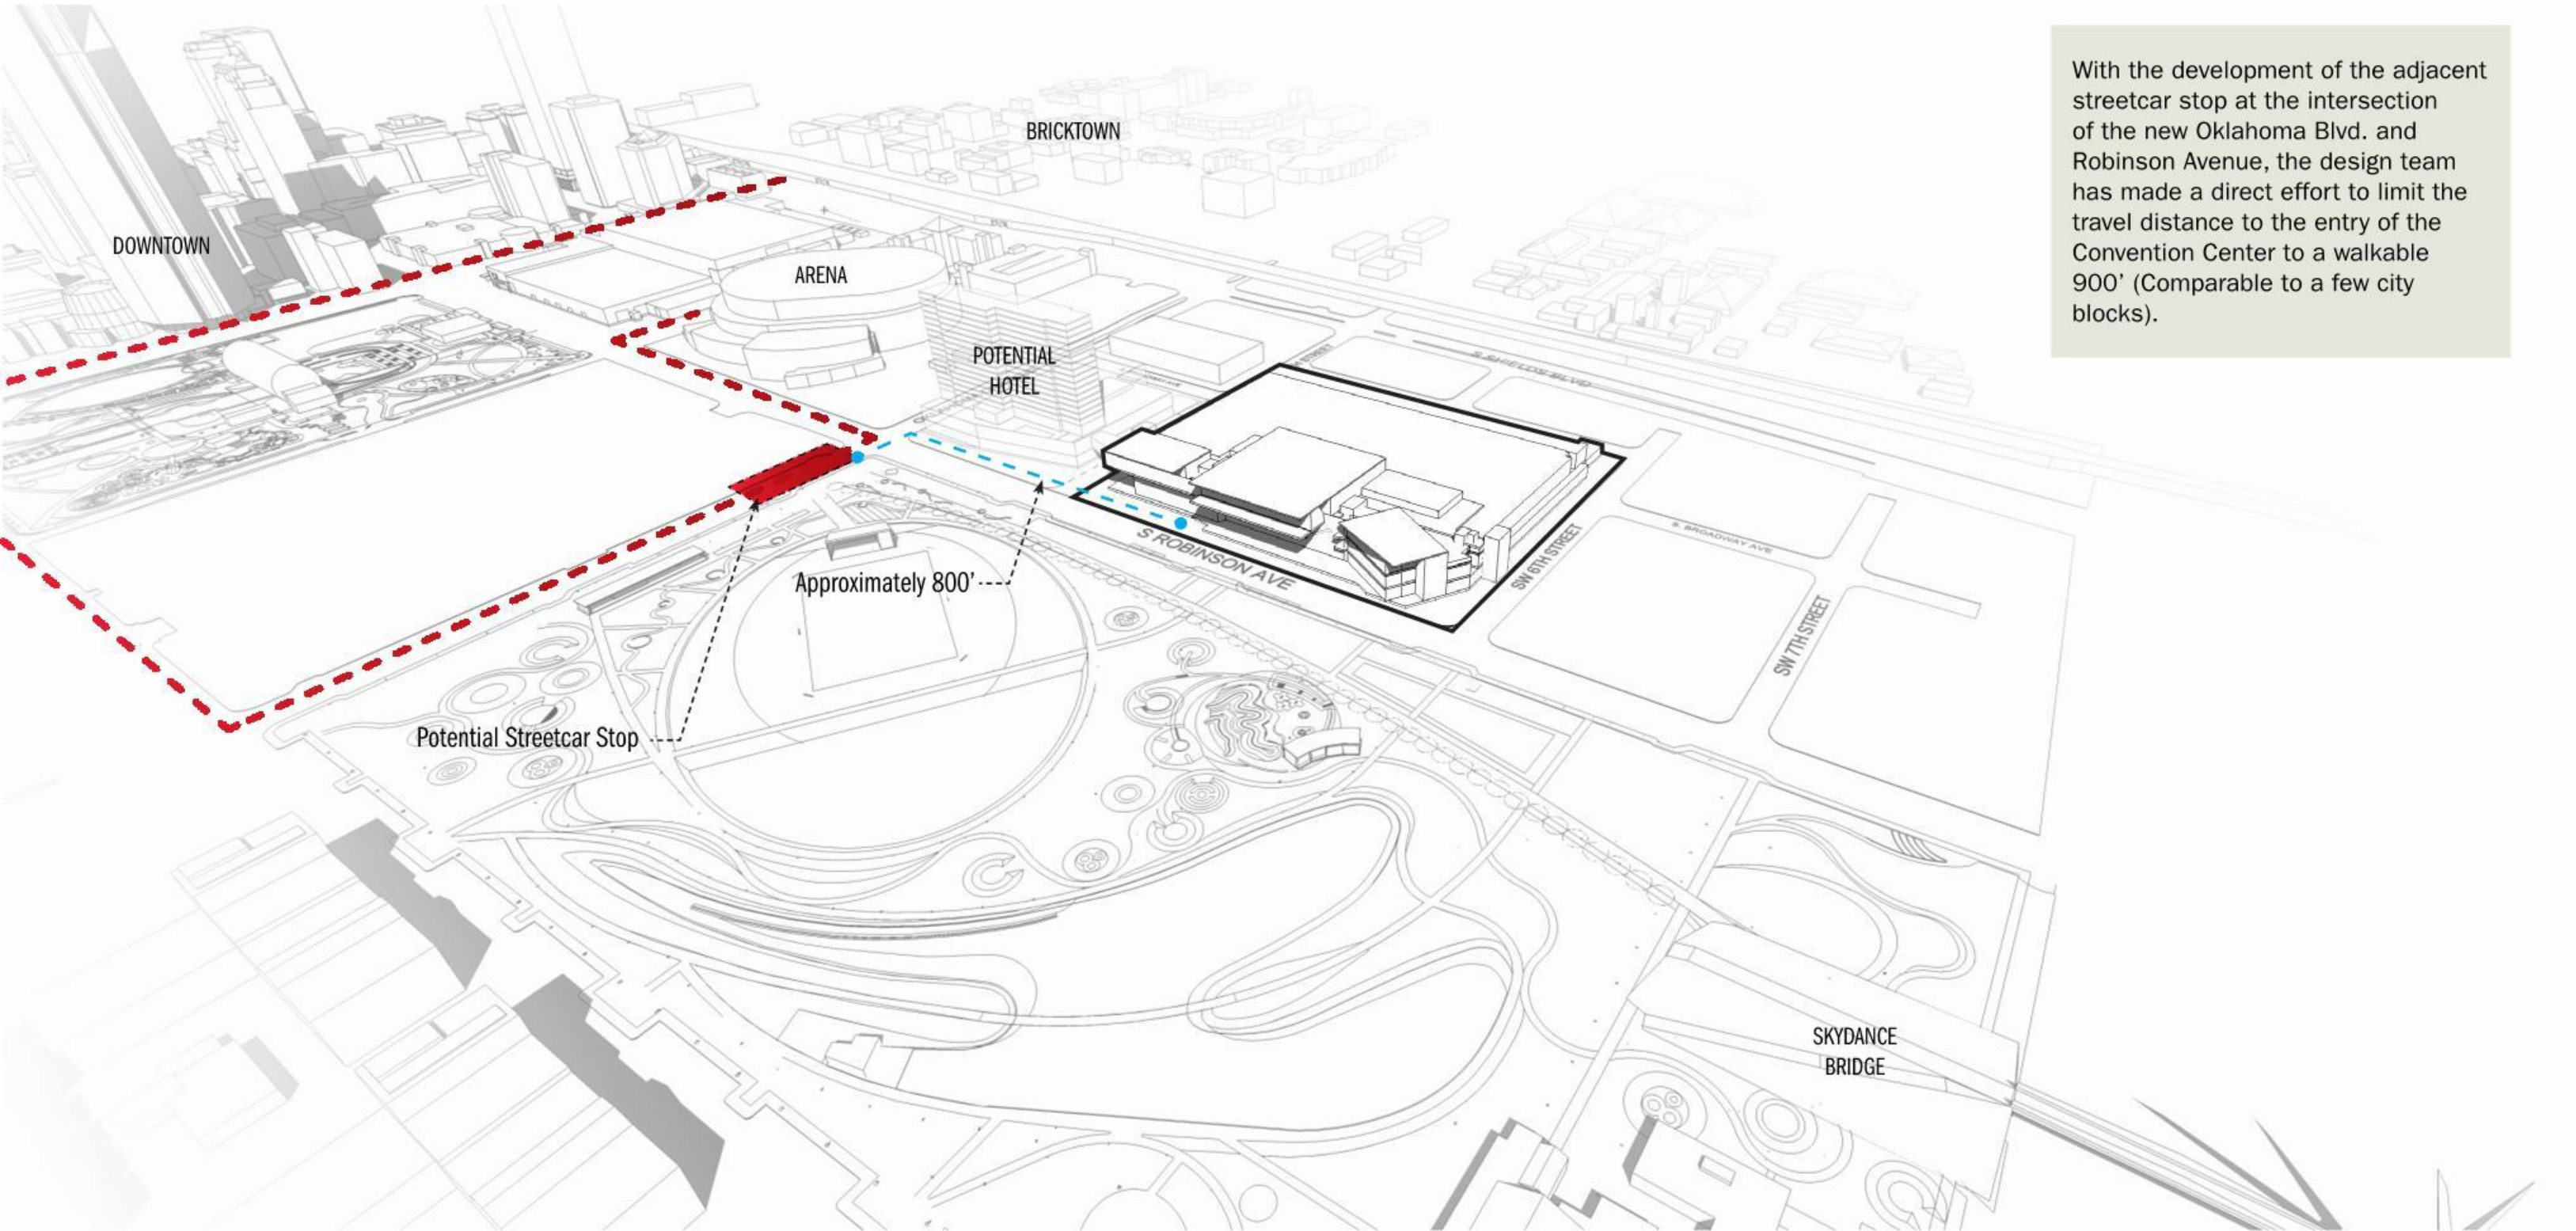 With the development of the adjacent
streetcar stop at the intersection
of the new Oklahoma Blvd. and
Robinson Avenue, the design team
has made a direct effort to limit the
travel distance to the entry of the
Convention Center to a walkable
900' (Comparable to a few city
blocks).
BRICKTOWN
DOWNTOWN
ARENA
POTENTIAL
HOTEL
STREET
S SHIELDS BLVD
S ROBINSON AVE
SW 6TH STREET
S. BROADWAY AVE
SW 7TH STREET
Approximately 800'
Potential Streetcar Stop
SKYDANCE
BRIDGE